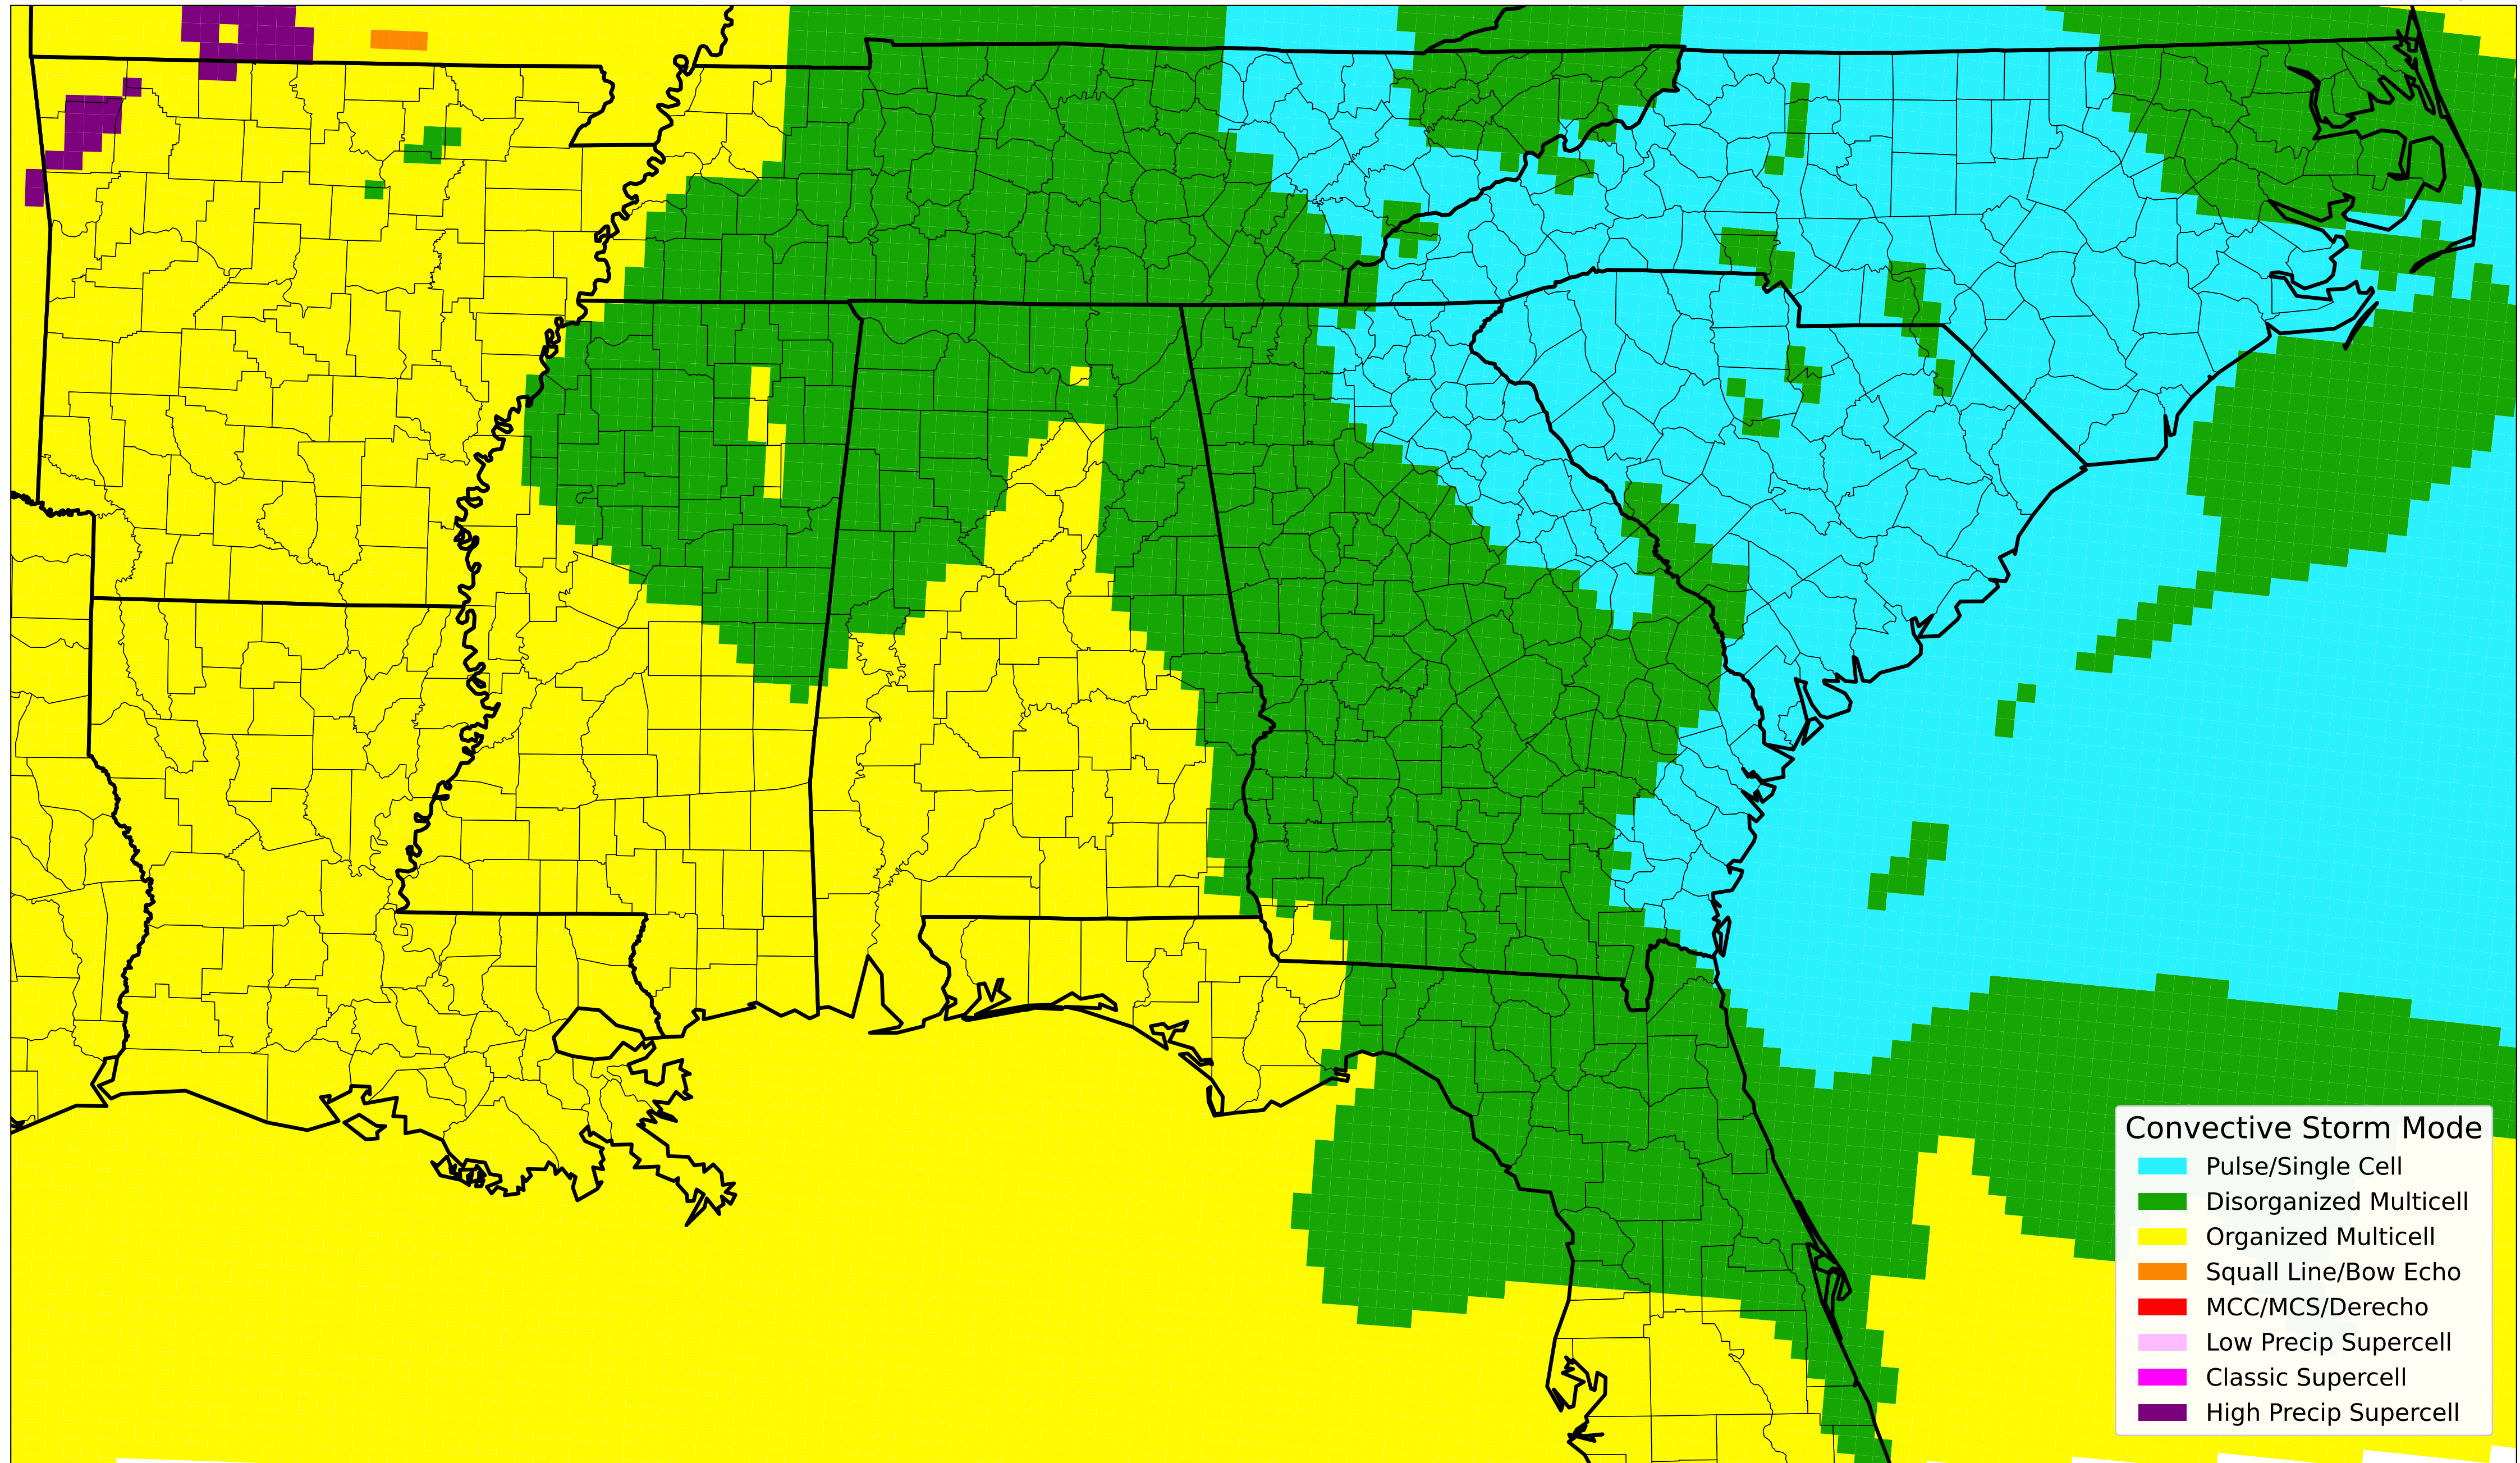 Convective Storm Mode
Pulse/Single Cell
Disorganized Multicell
Organized Multicell
Squall Line/Bow Echo
MCC/MCS/Derecho
Low Precip Supercell
Classic Supercell
High Precip Supercell